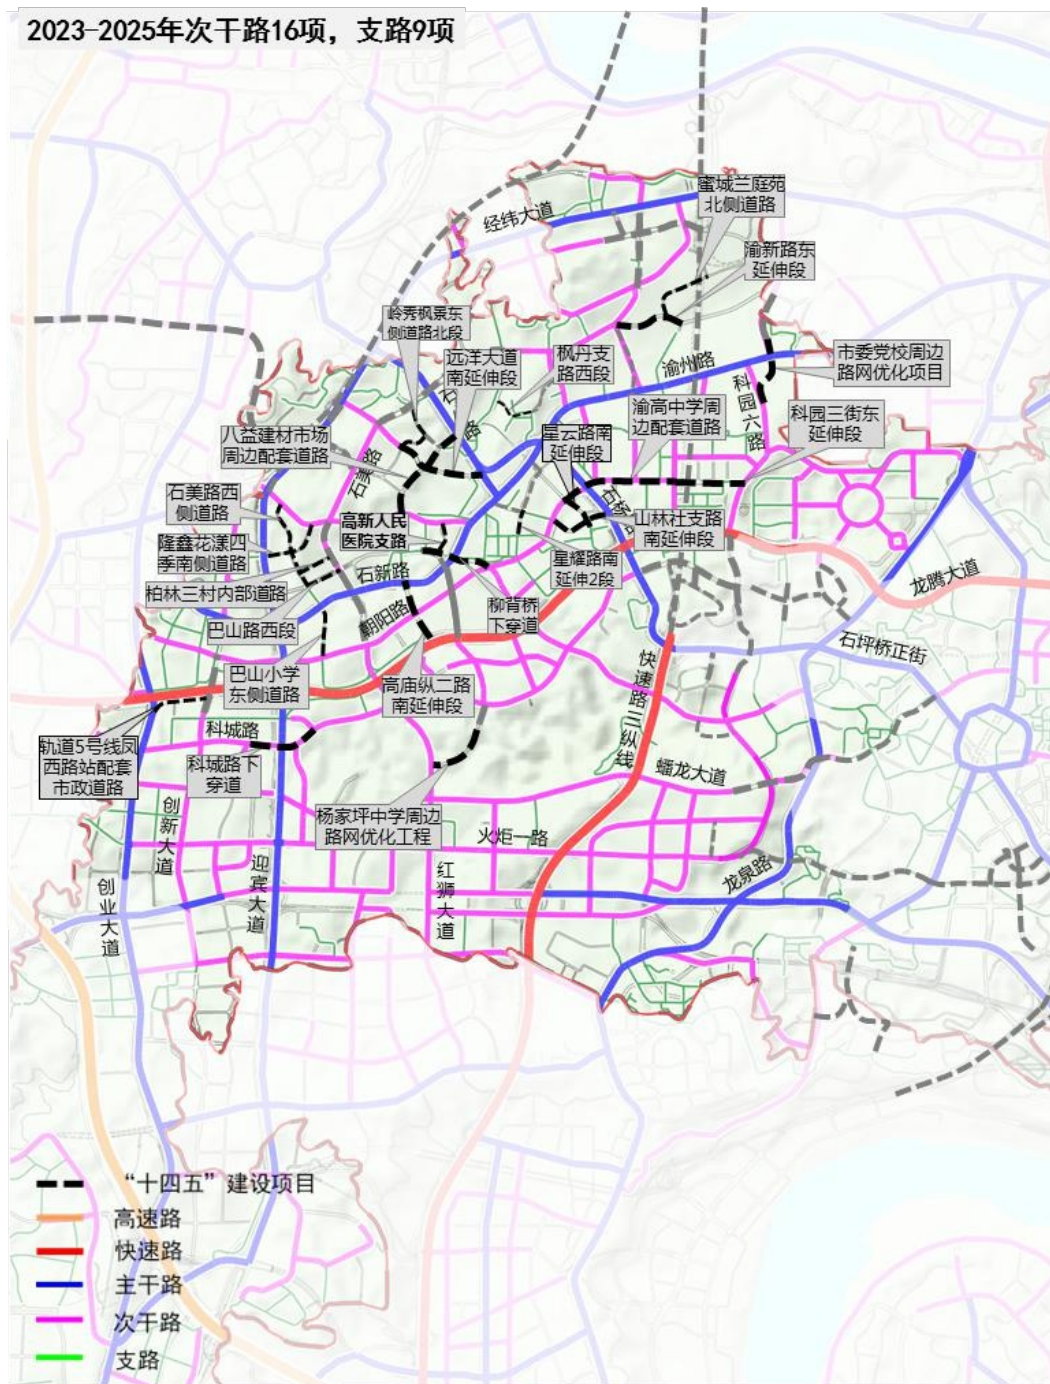 2023-2025年次干路16项，支路9项
蜜城兰庭苑
北侧道路
经纬大道
渝新路东
延伸段
岭秀枫景东
侧道路北段
远洋大道
南延伸段
枫丹支
路西段
渝州路
市委党校周边
路网优化项目
科园六路
渝高中学周
边配套道路
科园三街东
延伸段
八益建材市场
周边配套道路
星云路南
延伸段
石
路
石美路
石美路西
侧道路
高新人民
医院支路
石杨
山林社支路
南延伸段
隆鑫花漾四
季南侧道路
石新路
星耀路南
延伸2段
龙腾大道
柏林三村内部道路
朝阳路
柳背桥
下穿道
巴山路西段
石坪桥正街
巴山小学
东侧道路
高庙纵二路
南延伸段
快速路三纵线
科城路
轨道5号线凤
西路站配套
市政道路
科城路下
穿道
蟠龙大道
杨家坪中学周边
路网优化工程
创新大道
火炬一路
迎宾大道
红狮大道
龙泉路
创业大道
“十四五”建设项目
高速路
快速路
主干路
次干路
支路